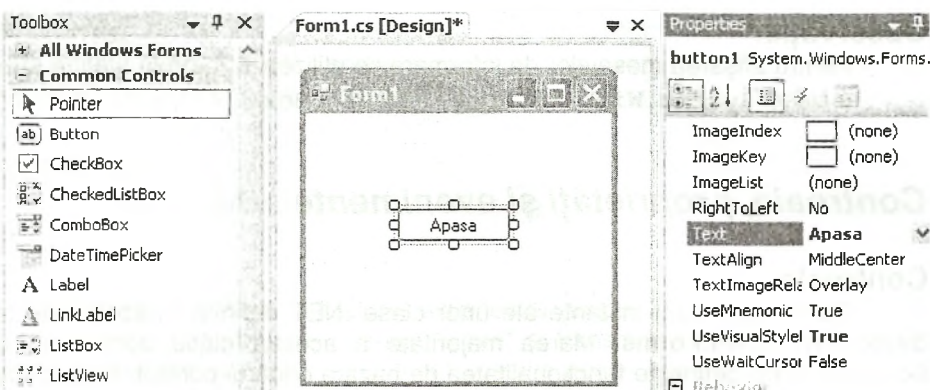 Toolbox
All Windows Forms
Common Controls
Pointer
ab Button
CheckBox
CheckedListBox
ComboBox
DateTimePicker
A Label
A LinkLabel
ListBox
ListView
Form1.cs [Design]*
Form1
Apasa
Properties
button1 System.Windows.Forms.
ImageIndex (none)
ImageKey (none)
ImageList (none)
RightToLeft No
Text Apasa
TextAlign MiddleCenter
TextImageRela Overlay
UseMnemonic True
UseVisualStyleI True
UseWaitCursor False
Behavior